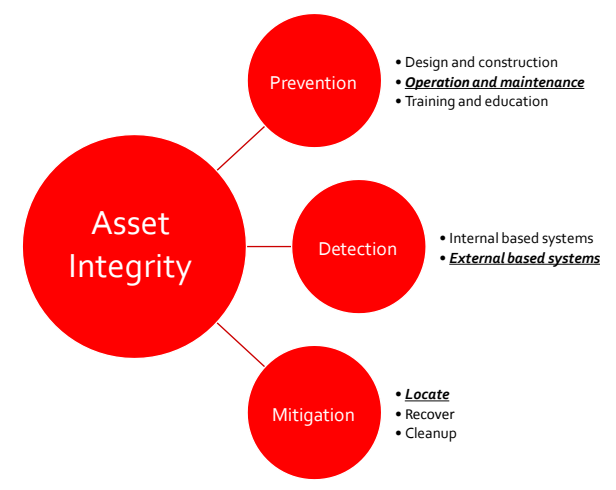 Asset
Integrity
Prevention
• Design and construction
• Operation and maintenance
• Training and education
Detection
• Internal based systems
• External based systems
Mitigation
• Locate
• Recover
• Cleanup